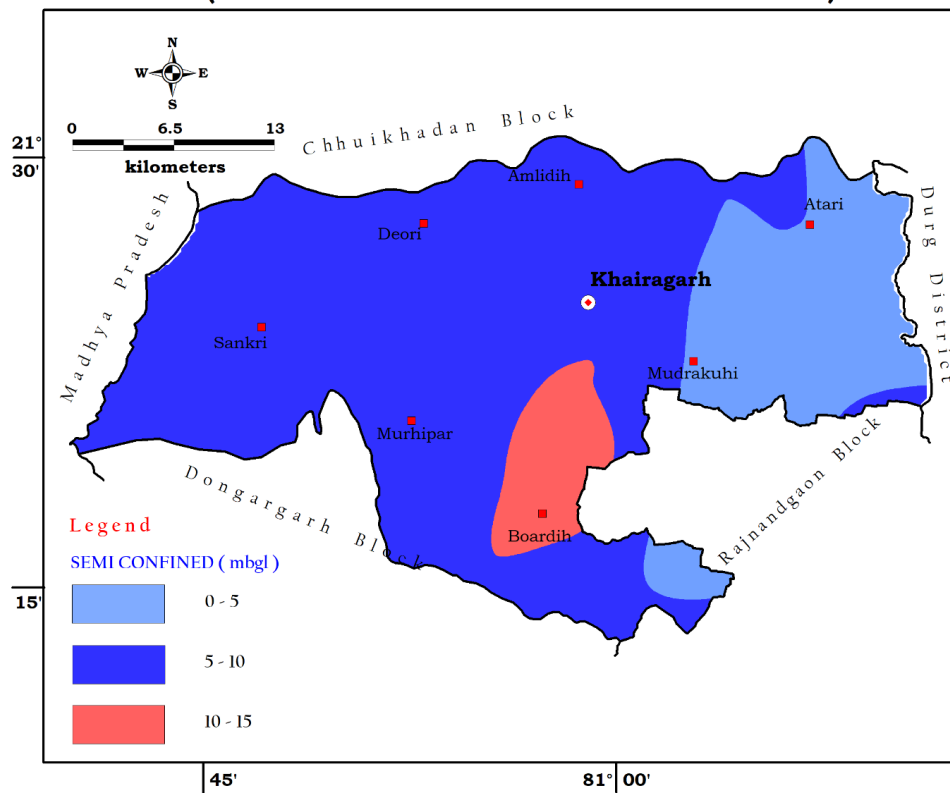 N
W E
S
0 6.5 13
kilometers
21°
30'
Chhuikhadan Block
Amlidih
Atari
Deori
Durg District
Madhya Pradesh
Khairagarh
Sankri
Mudrakuhi
Murhipar
Dongargarh Block
Rajnandgaon Block
Boardih
Legend
SEMI CONFINED ( mbgl )
0 - 5
15'
5 - 10
10 - 15
45' 81° 00'